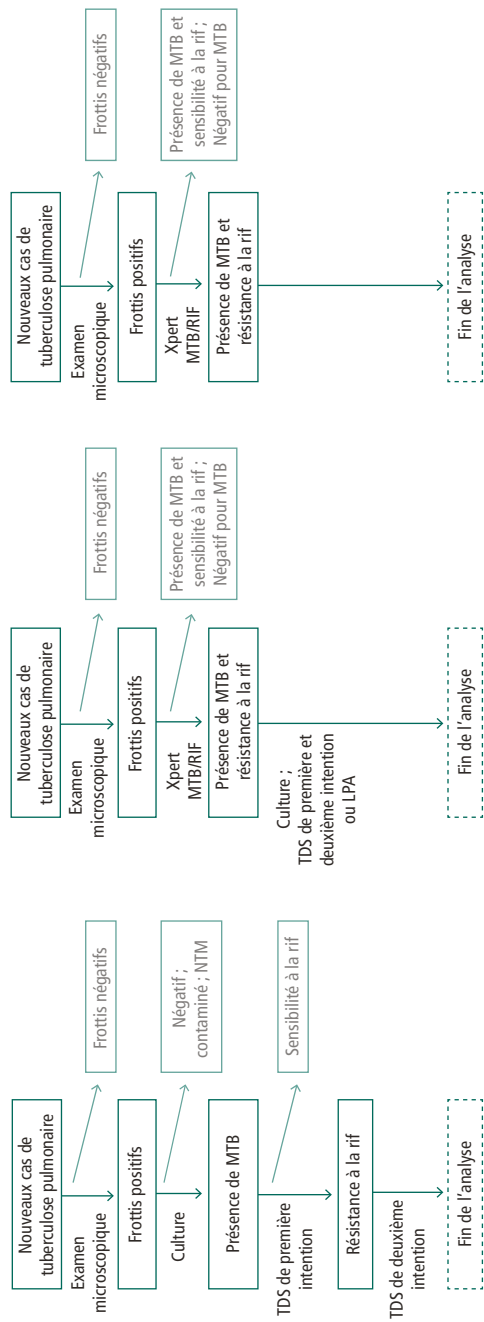 Nouveaux cas de
tuberculose pulmonaire
Examen
microscopique
Frottis négatifs
Frottis positifs
Culture
Négatif ;
contaminé ; NTM
Présence de MTB
TDS de première
intention
Sensibilité à la rif
Résistance à la rif
TDS de deuxième
intention
Fin de l'analyse
Nouveaux cas de
tuberculose pulmonaire
Examen
microscopique
Frottis négatifs
Frottis positifs
Xpert
MTB/RIF
Présence de MTB et
sensibilité à la rif ;
Négatif pour MTB
Présence de MTB et
résistance à la rif
Culture ;
TDS de première et
deuxième intention
ou LPA
Fin de l'analyse
Nouveaux cas de
tuberculose pulmonaire
Examen
microscopique
Frottis négatifs
Frottis positifs
Xpert
MTB/RIF
Présence de MTB et
sensibilité à la rif ;
Négatif pour MTB
Présence de MTB et
résistance à la rif
Fin de l'analyse